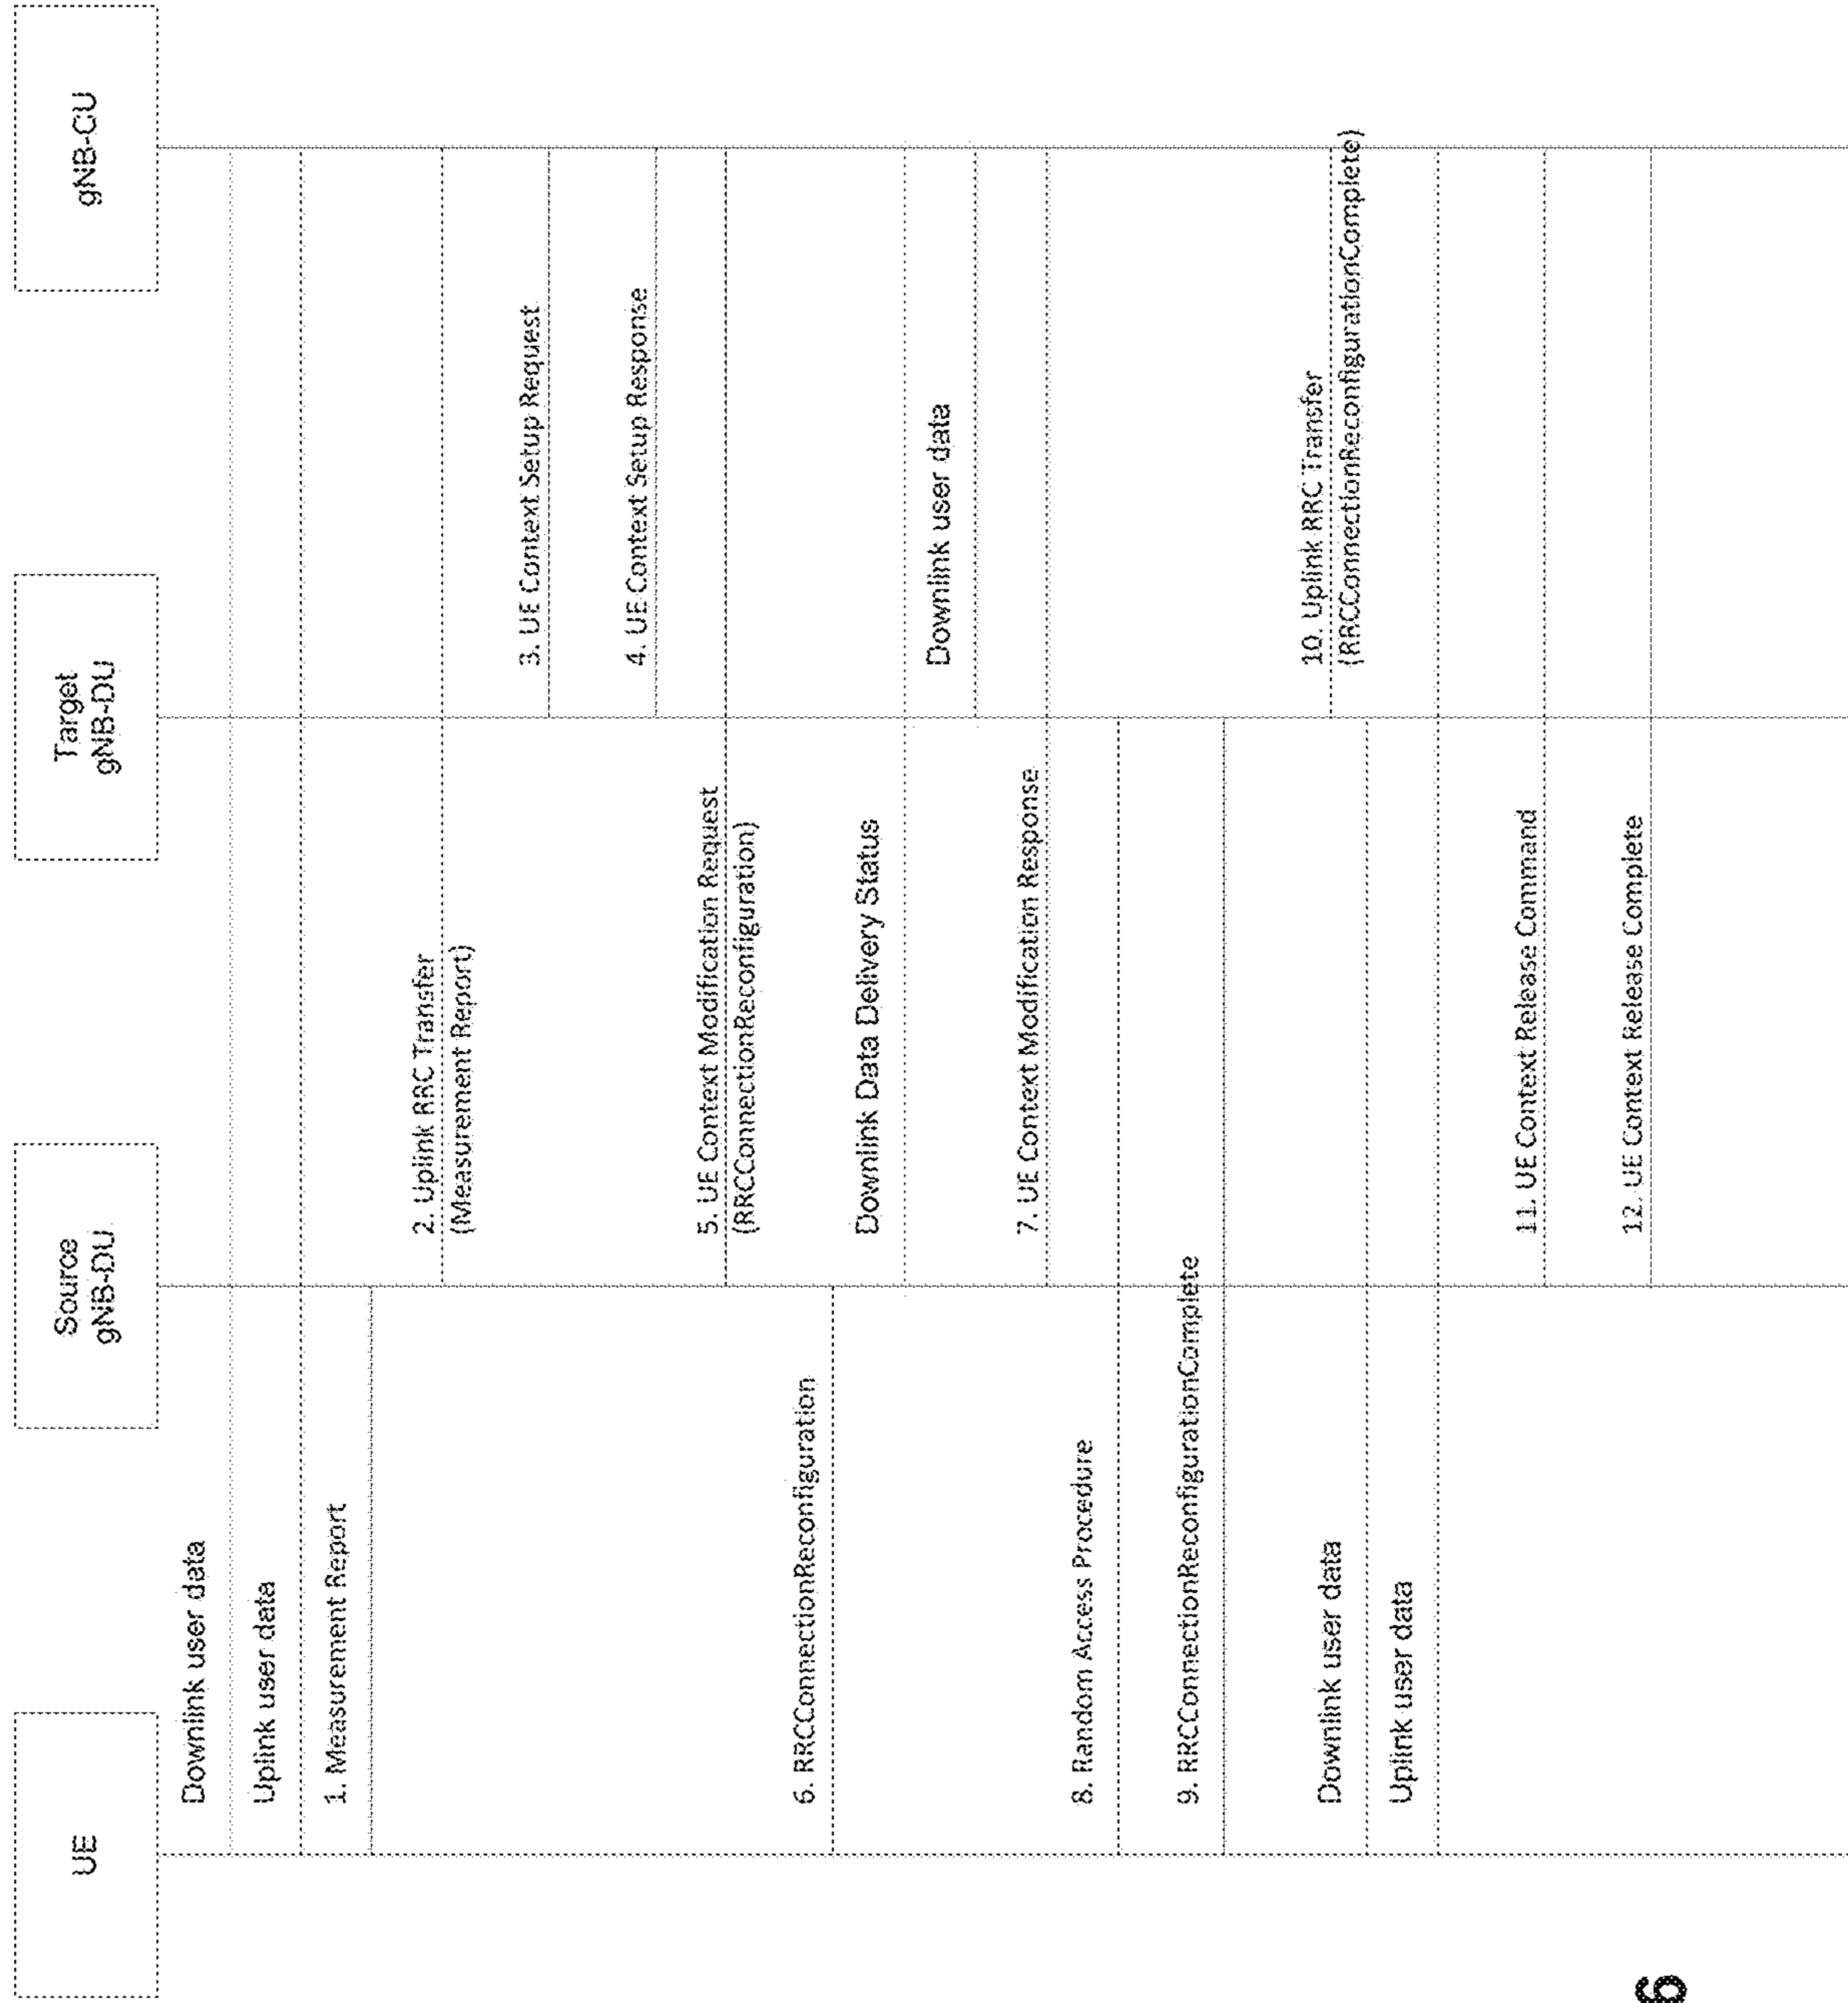 UE
Source
gNB-DU
Target
gNB-DU
gNB-CU
Downlink user data
Uplink user data
1. Measurement Report
2. Uplink RRC Transfer
(Measurement Report)
3. UE Context Setup Request
4. UE Context Setup Response
5. UE Context Modification Request
(RRCConnectionReconfiguration)
6. RRCConnectionReconfiguration
Downlink Data Delivery Status
Downlink user data
7. UE Context Modification Response
8. Random Access Procedure
9. RRCConnectionReconfigurationComplete
10. Uplink RRC Transfer
(RRCConnectionReconfigurationComplete)
Downlink user data
Uplink user data
11. UE Context Release Command
12. UE Context Release Complete
6